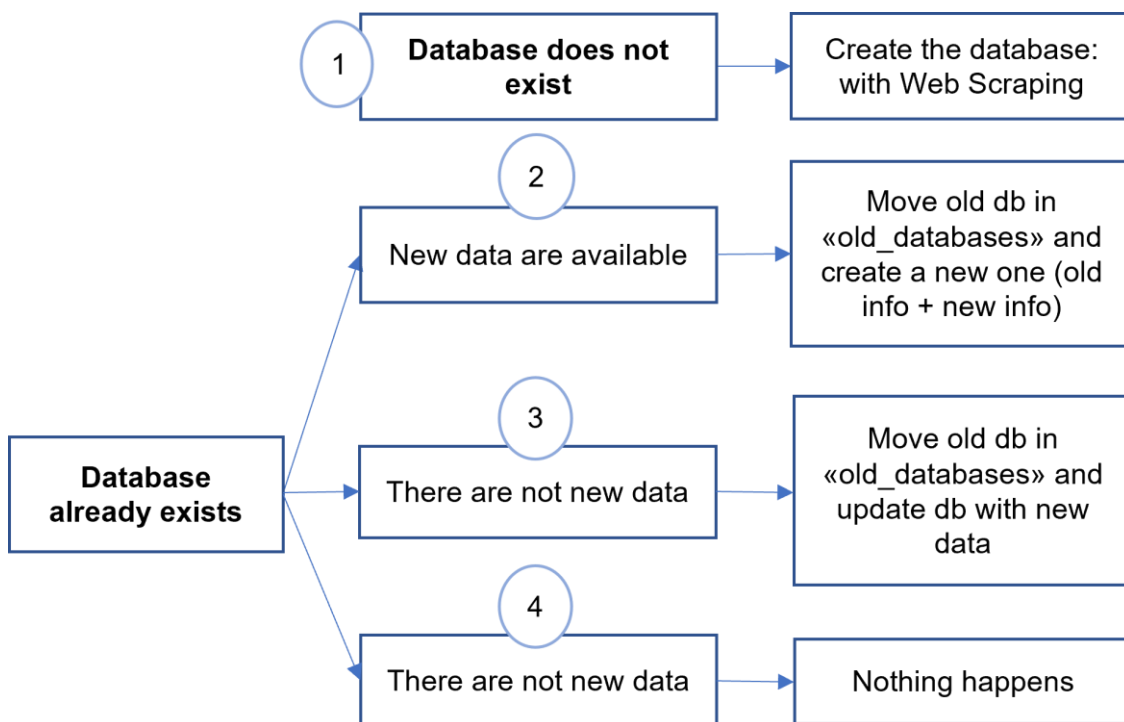 1
Database does not
exist
Create the database:
with Web Scraping
2
New data are available
Move old db in
«old_databases» and
create a new one (old
info + new info)
Database
already exists
3
There are not new data
Move old db in
«old_databases» and
update db with new
data
4
There are not new data
Nothing happens